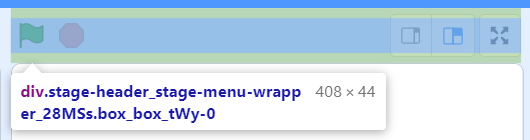 div.stage-header_stage-menu-wrapp 408 × 44
er_28MSs.box_box_tWy-0